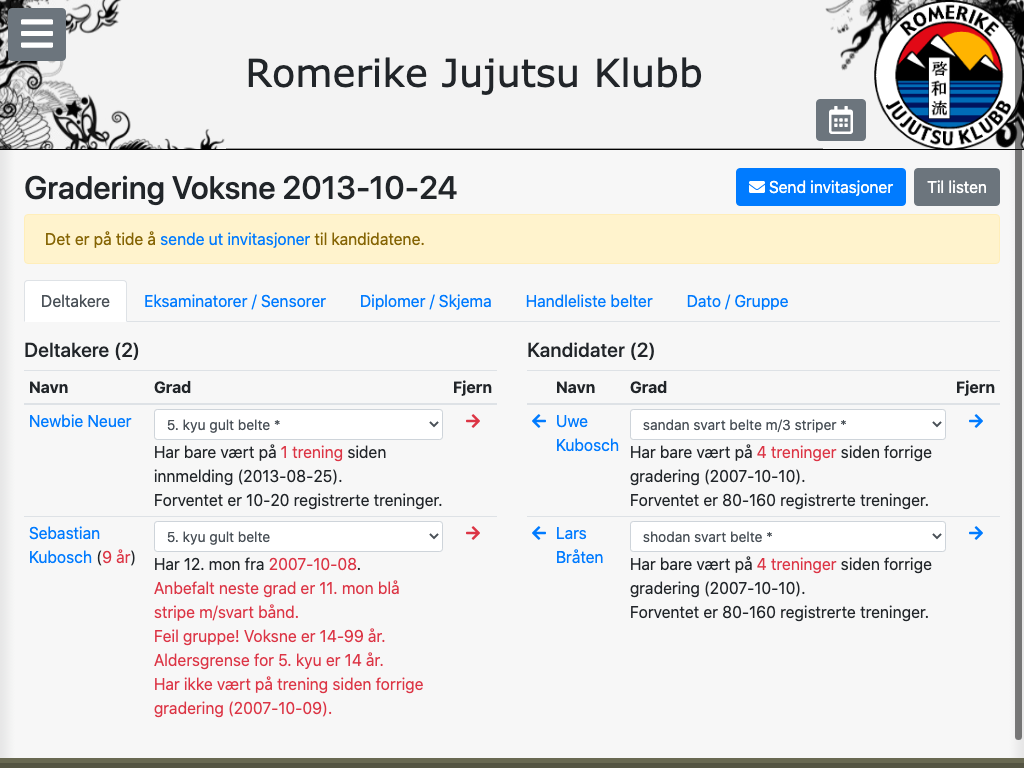 Romerike Jujutsu Klubb
ROMERIKE
啓和流
JUJUTSU KLUBB
Gradering Voksne 2013-10-24
Send invitasjoner
Til listen
Det er på tide å sende ut invitasjoner til kandidatene.
Deltakere
Eksaminatorer / Sensorer
Diplomer / Skjema
Handleliste belter
Dato / Gruppe
Deltakere (2)
Navn Grad Fjern
Newbie Neuer
5. kyu gult belte *
Har bare vært på 1 trening siden
innmelding (2013-08-25).
Forventet er 10-20 registrerte treninger.
Sebastian
Kubosch (9 år)
5. kyu gult belte
Har 12. mon fra 2007-10-08.
Anbefalt neste grad er 11. mon blå
stripe m/svart bånd.
Feil gruppe! Voksne er 14-99 år.
Aldersgrense for 5. kyu er 14 år.
Har ikke vært på trening siden forrige
gradering (2007-10-09).
Kandidater (2)
Navn Grad Fjern
Uwe
Kubosch
sandan svart belte m/3 striper *
Har bare vært på 4 treninger siden forrige
gradering (2007-10-10).
Forventet er 80-160 registrerte treninger.
Lars
Bråten
shodan svart belte *
Har bare vært på 4 treninger siden forrige
gradering (2007-10-10).
Forventet er 80-160 registrerte treninger.